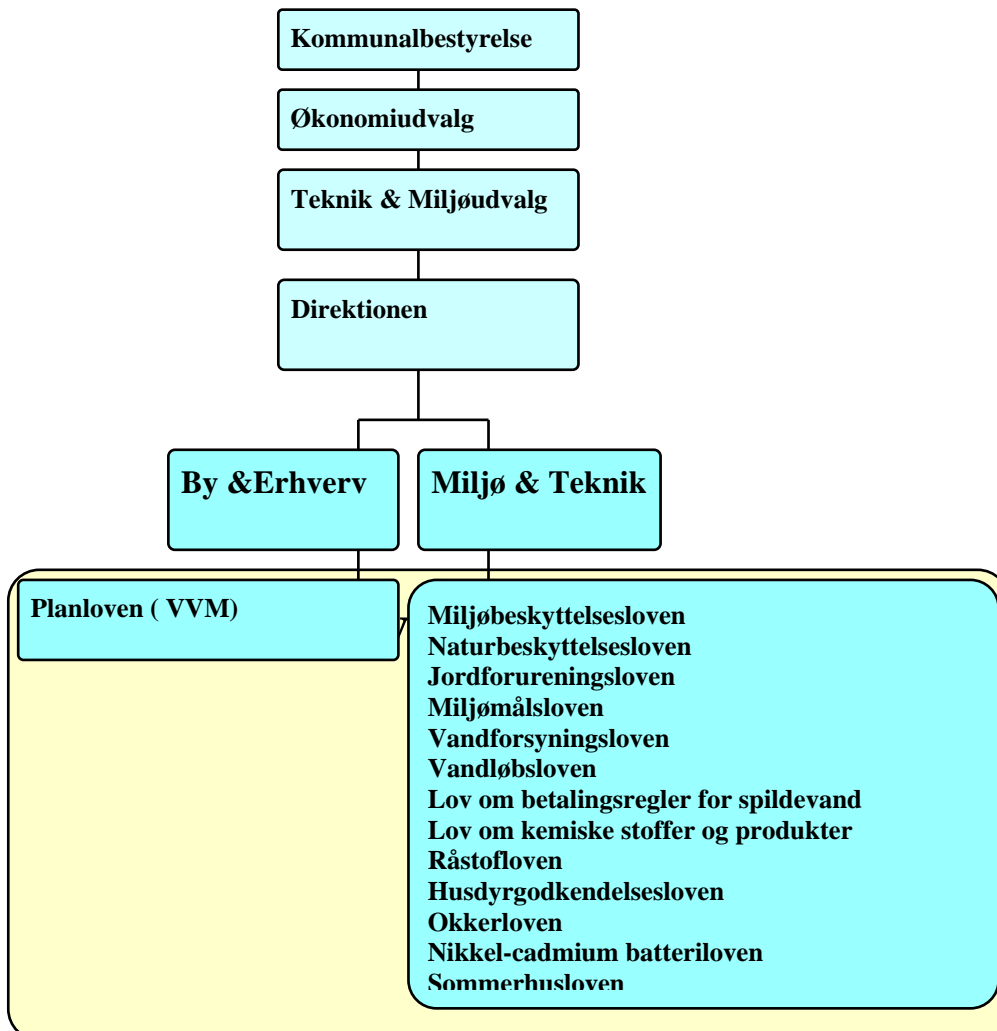 Kommunalbestyrelse
Økonomiudvalg
Teknik & Miljøudvalg
Direktionen
By &Erhverv
Miljø & Teknik
Planloven ( VVM)
Miljøbeskyttelsesloven
Naturbeskyttelsesloven
Jordforureningsloven
Miljømålsloven
Vandforsyningsloven
Vandløbsloven
Lov om betalingsregler for spildevand
Lov om kemiske stoffer og produkter
Råstofloven
Husdyrgodkendelsesloven
Okkerloven
Nikkel-cadmium batteriloven
Sommerhusloven